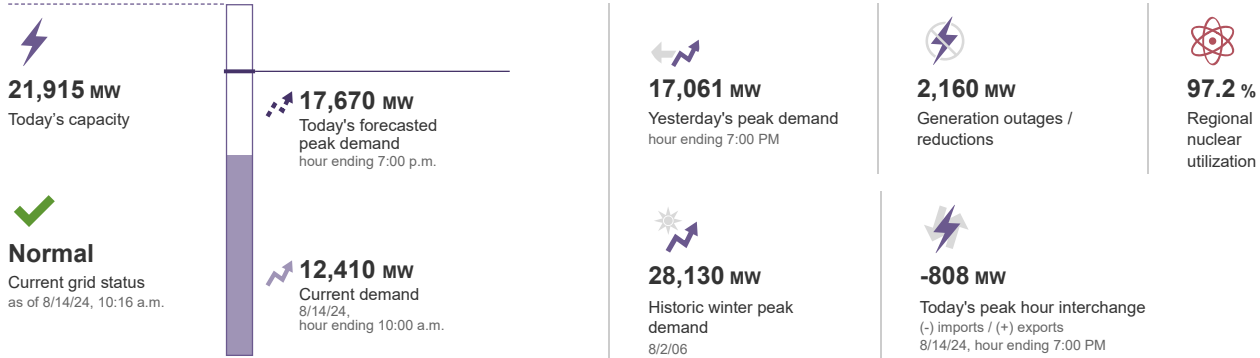 21,915 MW
Today's capacity
Normal
Current grid status
as of 8/14/24, 10:16 a.m.
17,670 MW
Today's forecasted
peak demand
hour ending 7:00 p.m.
12,410 MW
Current demand
8/14/24,
hour ending 10:00 a.m.
17,061 MW
Yesterday's peak demand
hour ending 7:00 PM
2,160 MW
Generation outages /
reductions
97.2 %
Regional
nuclear
utilization
28,130 MW
Historic winter peak
demand
8/2/06
-808 MW
Today's peak hour interchange
(-) imports / (+) exports
8/14/24, hour ending 7:00 PM